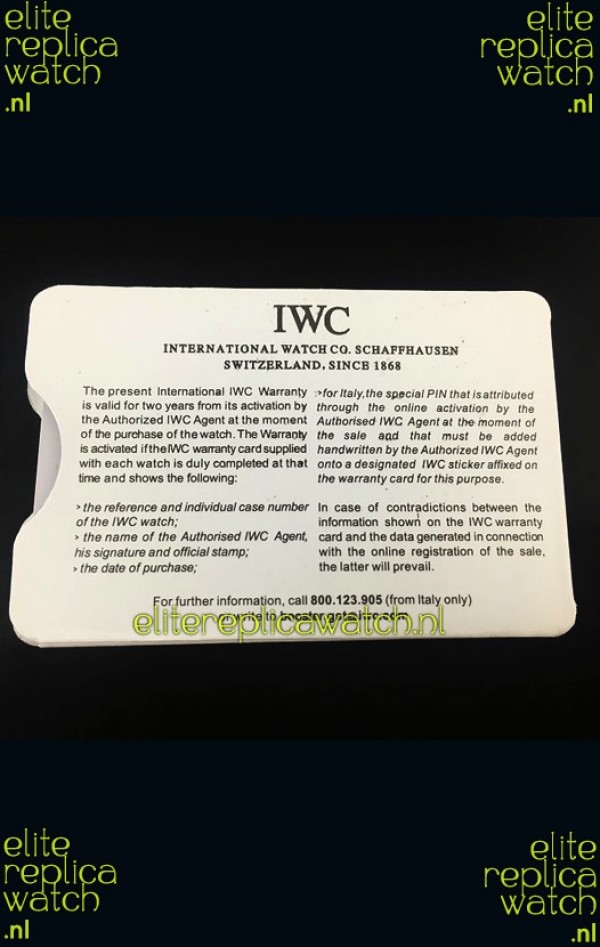 elite
replica
watch
.nl
elite
replica
watch
.nl
IWC
INTERNATIONAL WATCH CO. SCHAFFHAUSEN
SWITZERLAND, SINCE 1868
The present International IWC Warranty
is valid for two years from its activation by
the Authorized IWC Agent at the moment
of the purchase of the watch. The Warranty
is activated if the IWC warranty card supplied
with each watch is duly completed at that
time and shows the following:
> the reference and individual case number
of the IWC watch;
> the name of the Authorised IWC Agent,
his signature and official stamp;
> the date of purchase;
:>for Italy, the special PIN that is attributed
through the online activation by the
Authorised IWC Agent at the moment of
the sale and that must be added
handwritten by the Authorized IWC Agent
onto a designated IWC sticker affixed on
the warranty card for this purpose.
In case of contradictions between the
information shown on the IWC warranty
card and the data generated in connection
with the online registration of the sale,
the latter will prevail.
For further information, call 800.123.905 (from Italy only)
elitereplicawatch.nl
elite
replica
watch
.nl
elite
replica
watch
.nl